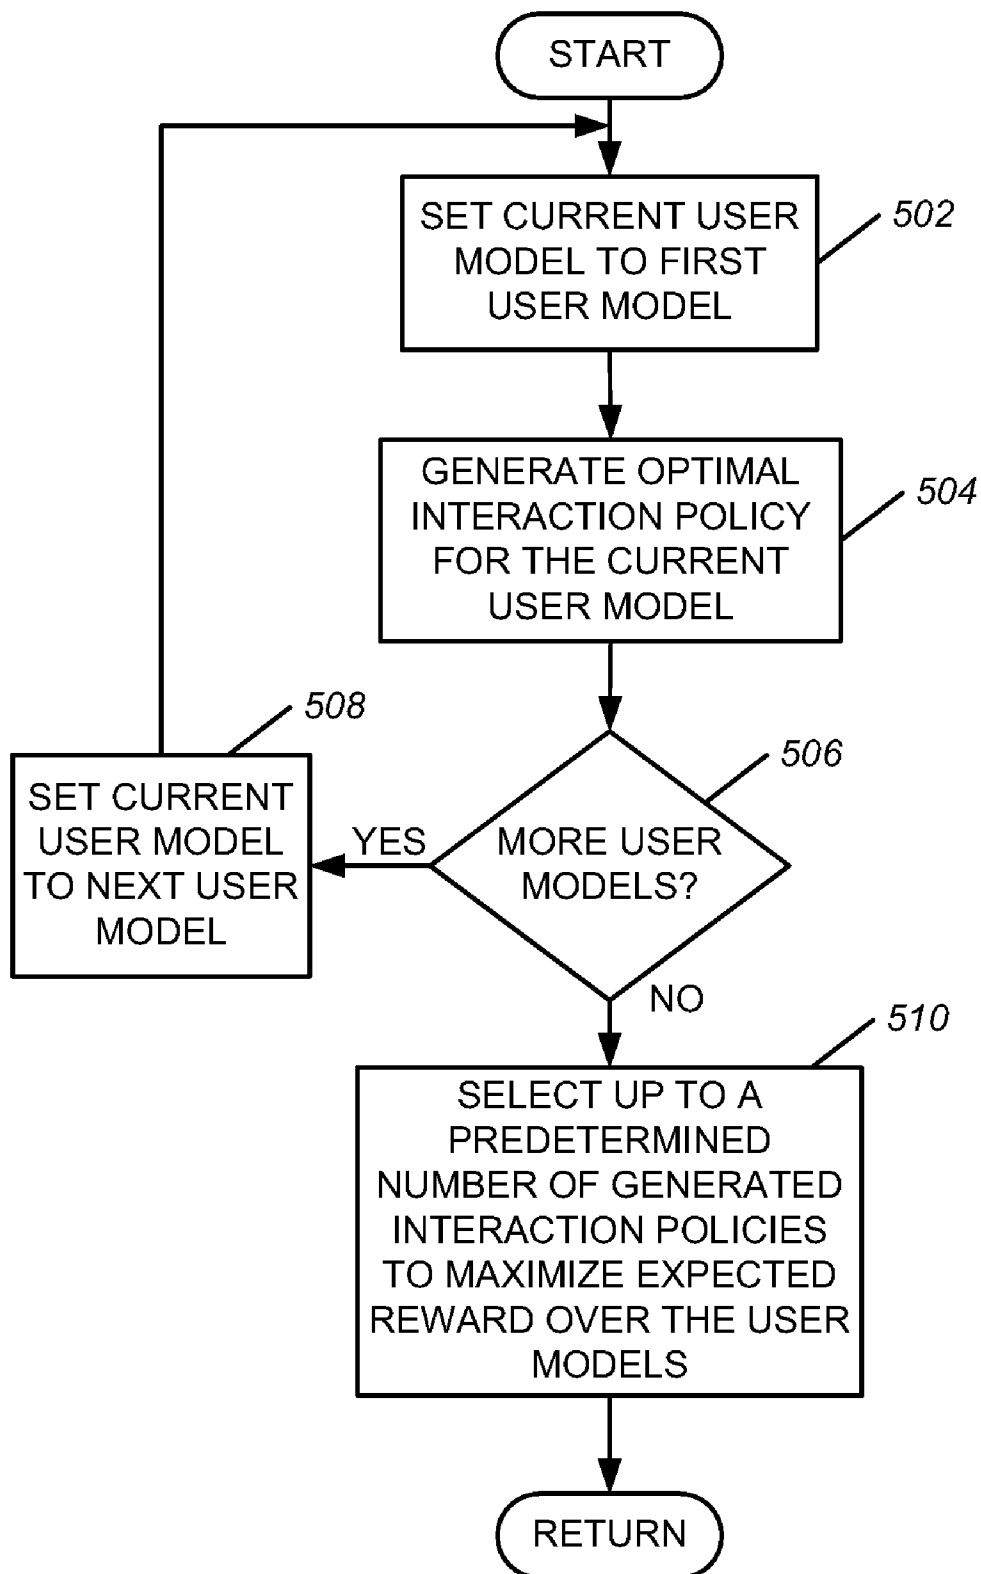 START
SET CURRENT USER
MODEL TO FIRST
USER MODEL
502
GENERATE OPTIMAL
INTERACTION POLICY
FOR THE CURRENT
USER MODEL
504
508
SET CURRENT
USER MODEL
TO NEXT USER
MODEL
YES
506
MORE USER
MODELS?
NO
510
SELECT UP TO A
PREDETERMINED
NUMBER OF GENERATED
INTERACTION POLICIES
TO MAXIMIZE EXPECTED
REWARD OVER THE USER
MODELS
RETURN